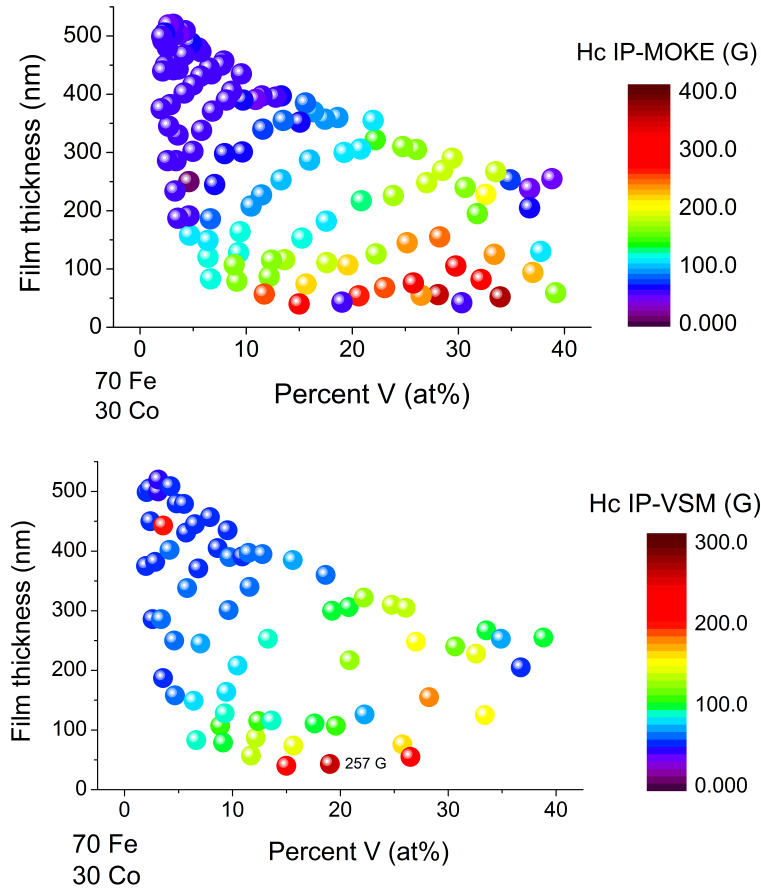 Hc IP-MOKE (G)
400.0
300.0
200.0
100.0
0.000
Film thickness (nm)
500
400
300
200
100
0
0 10 20 30 40
Percent V (at%)
70 Fe
30 Co
Hc IP-VSM (G)
300.0
200.0
100.0
0.000
Film thickness (nm)
500
400
300
200
100
0
257 G
0 10 20 30 40
Percent V (at%)
70 Fe
30 Co